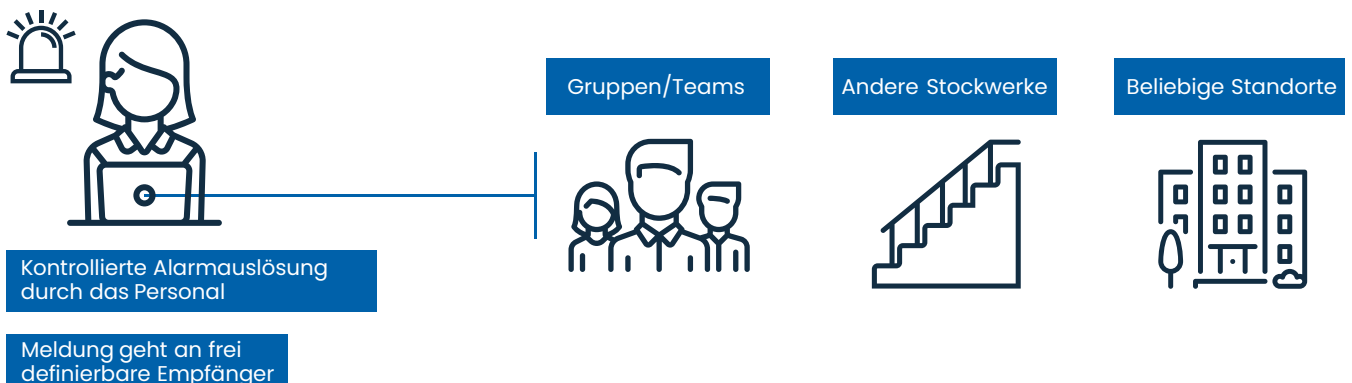 Gruppen/Teams
Andere Stockwerke
Beliebige Standorte
Kontrollierte Alarmauslösung
durch das Personal
Meldung geht an frei
definierbare Empfänger